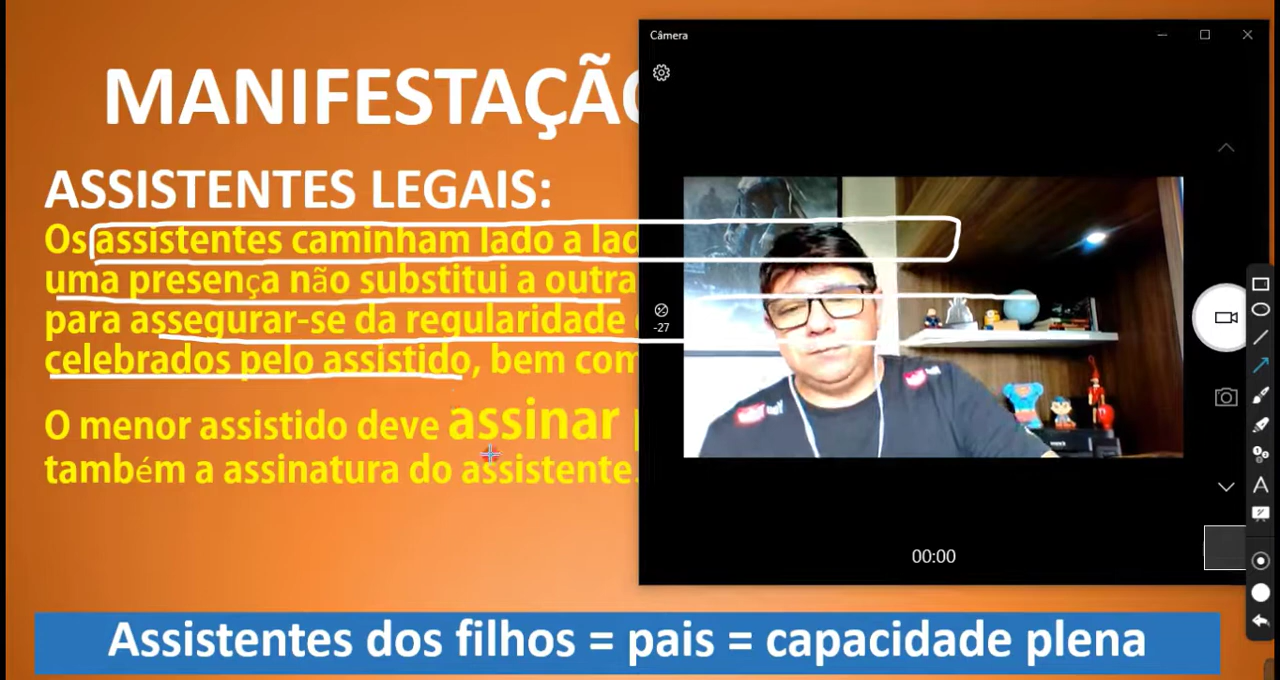 MANIFESTAÇÃO
ASSISTENTES LEGAIS:
Os assistentes caminham lado a lad
uma presença não substitui a outra
para assegurar-se da regularidade
celebrados pelo assistido, bem com
O menor assistido deve assinar
também a assinatura do assistente.
Câmera
-27
00:00
Assistentes dos filhos = pais = capacidade plena